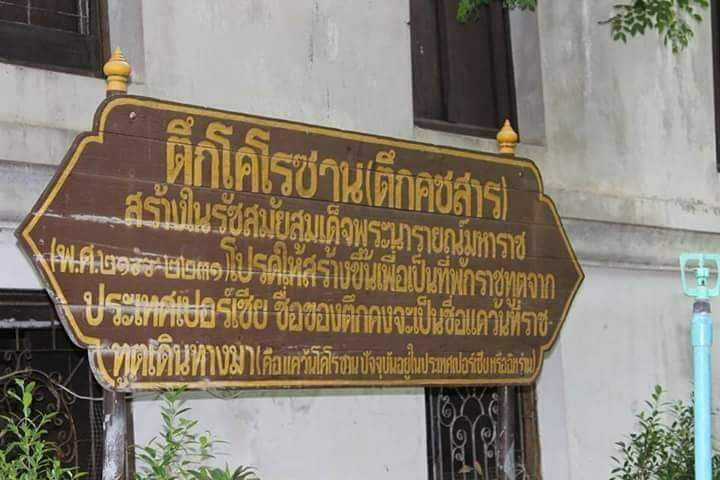 ตึกโคโรซาน(ตึกคชสาร)
สร้างในรัชสมัยสมเด็จพระนารายณ์มหาราช
(พ.ศ.๒๑๙๙-๒๒๓๑) โปรดให้สร้างขึ้นเพื่อเป็นที่พักราชทูตจาก
ประเทศเปอร์เซีย ชื่อของตึกคงจะเป็นชื่อแคว้นที่ราช-
ทูตเดินทางมา (คือแคว้นโคโรซาน ปัจจุบันอยู่ในประเทศเปอร์เซีย หรืออิหร่าน)